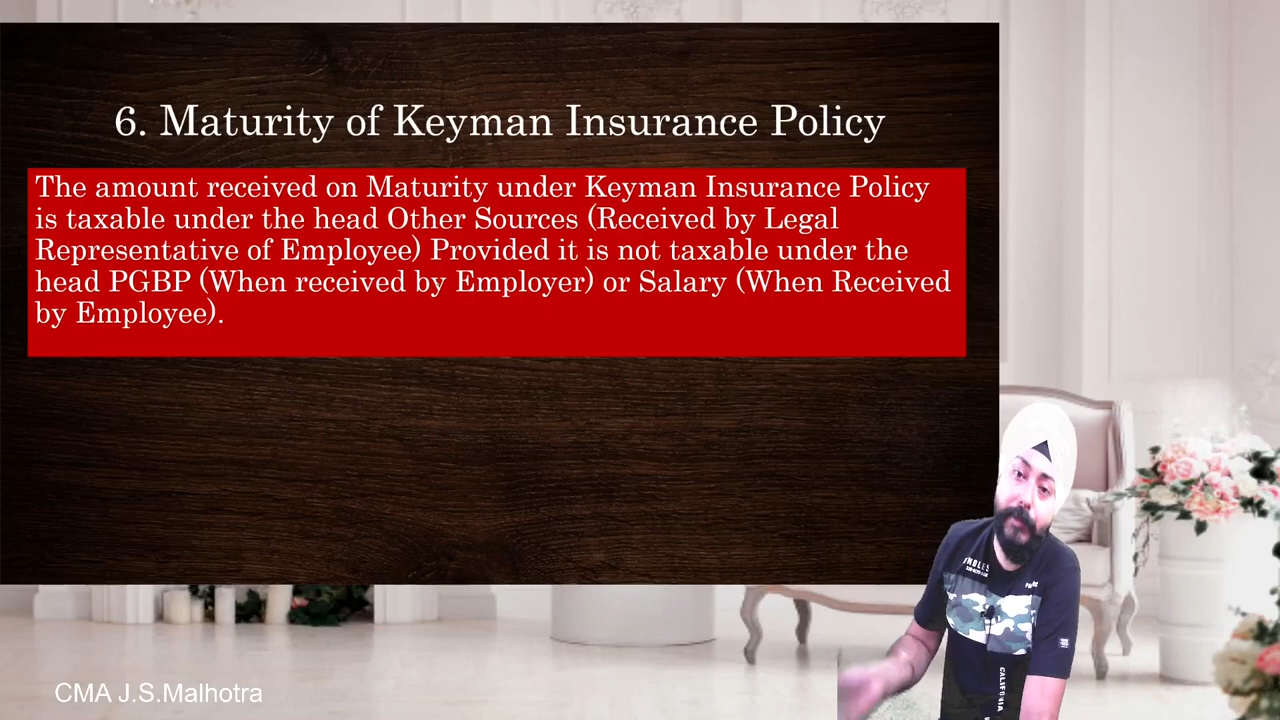 6. Maturity of Keyman Insurance Policy
The amount received on Maturity under Keyman Insurance Policy
is taxable under the head Other Sources (Received by Legal
Representative of Employee) Provided it is not taxable under the
head PGBP (When received by Employer) or Salary (When Received
by Employee).
CALIFORNIA
CMA J.S.Malhotra